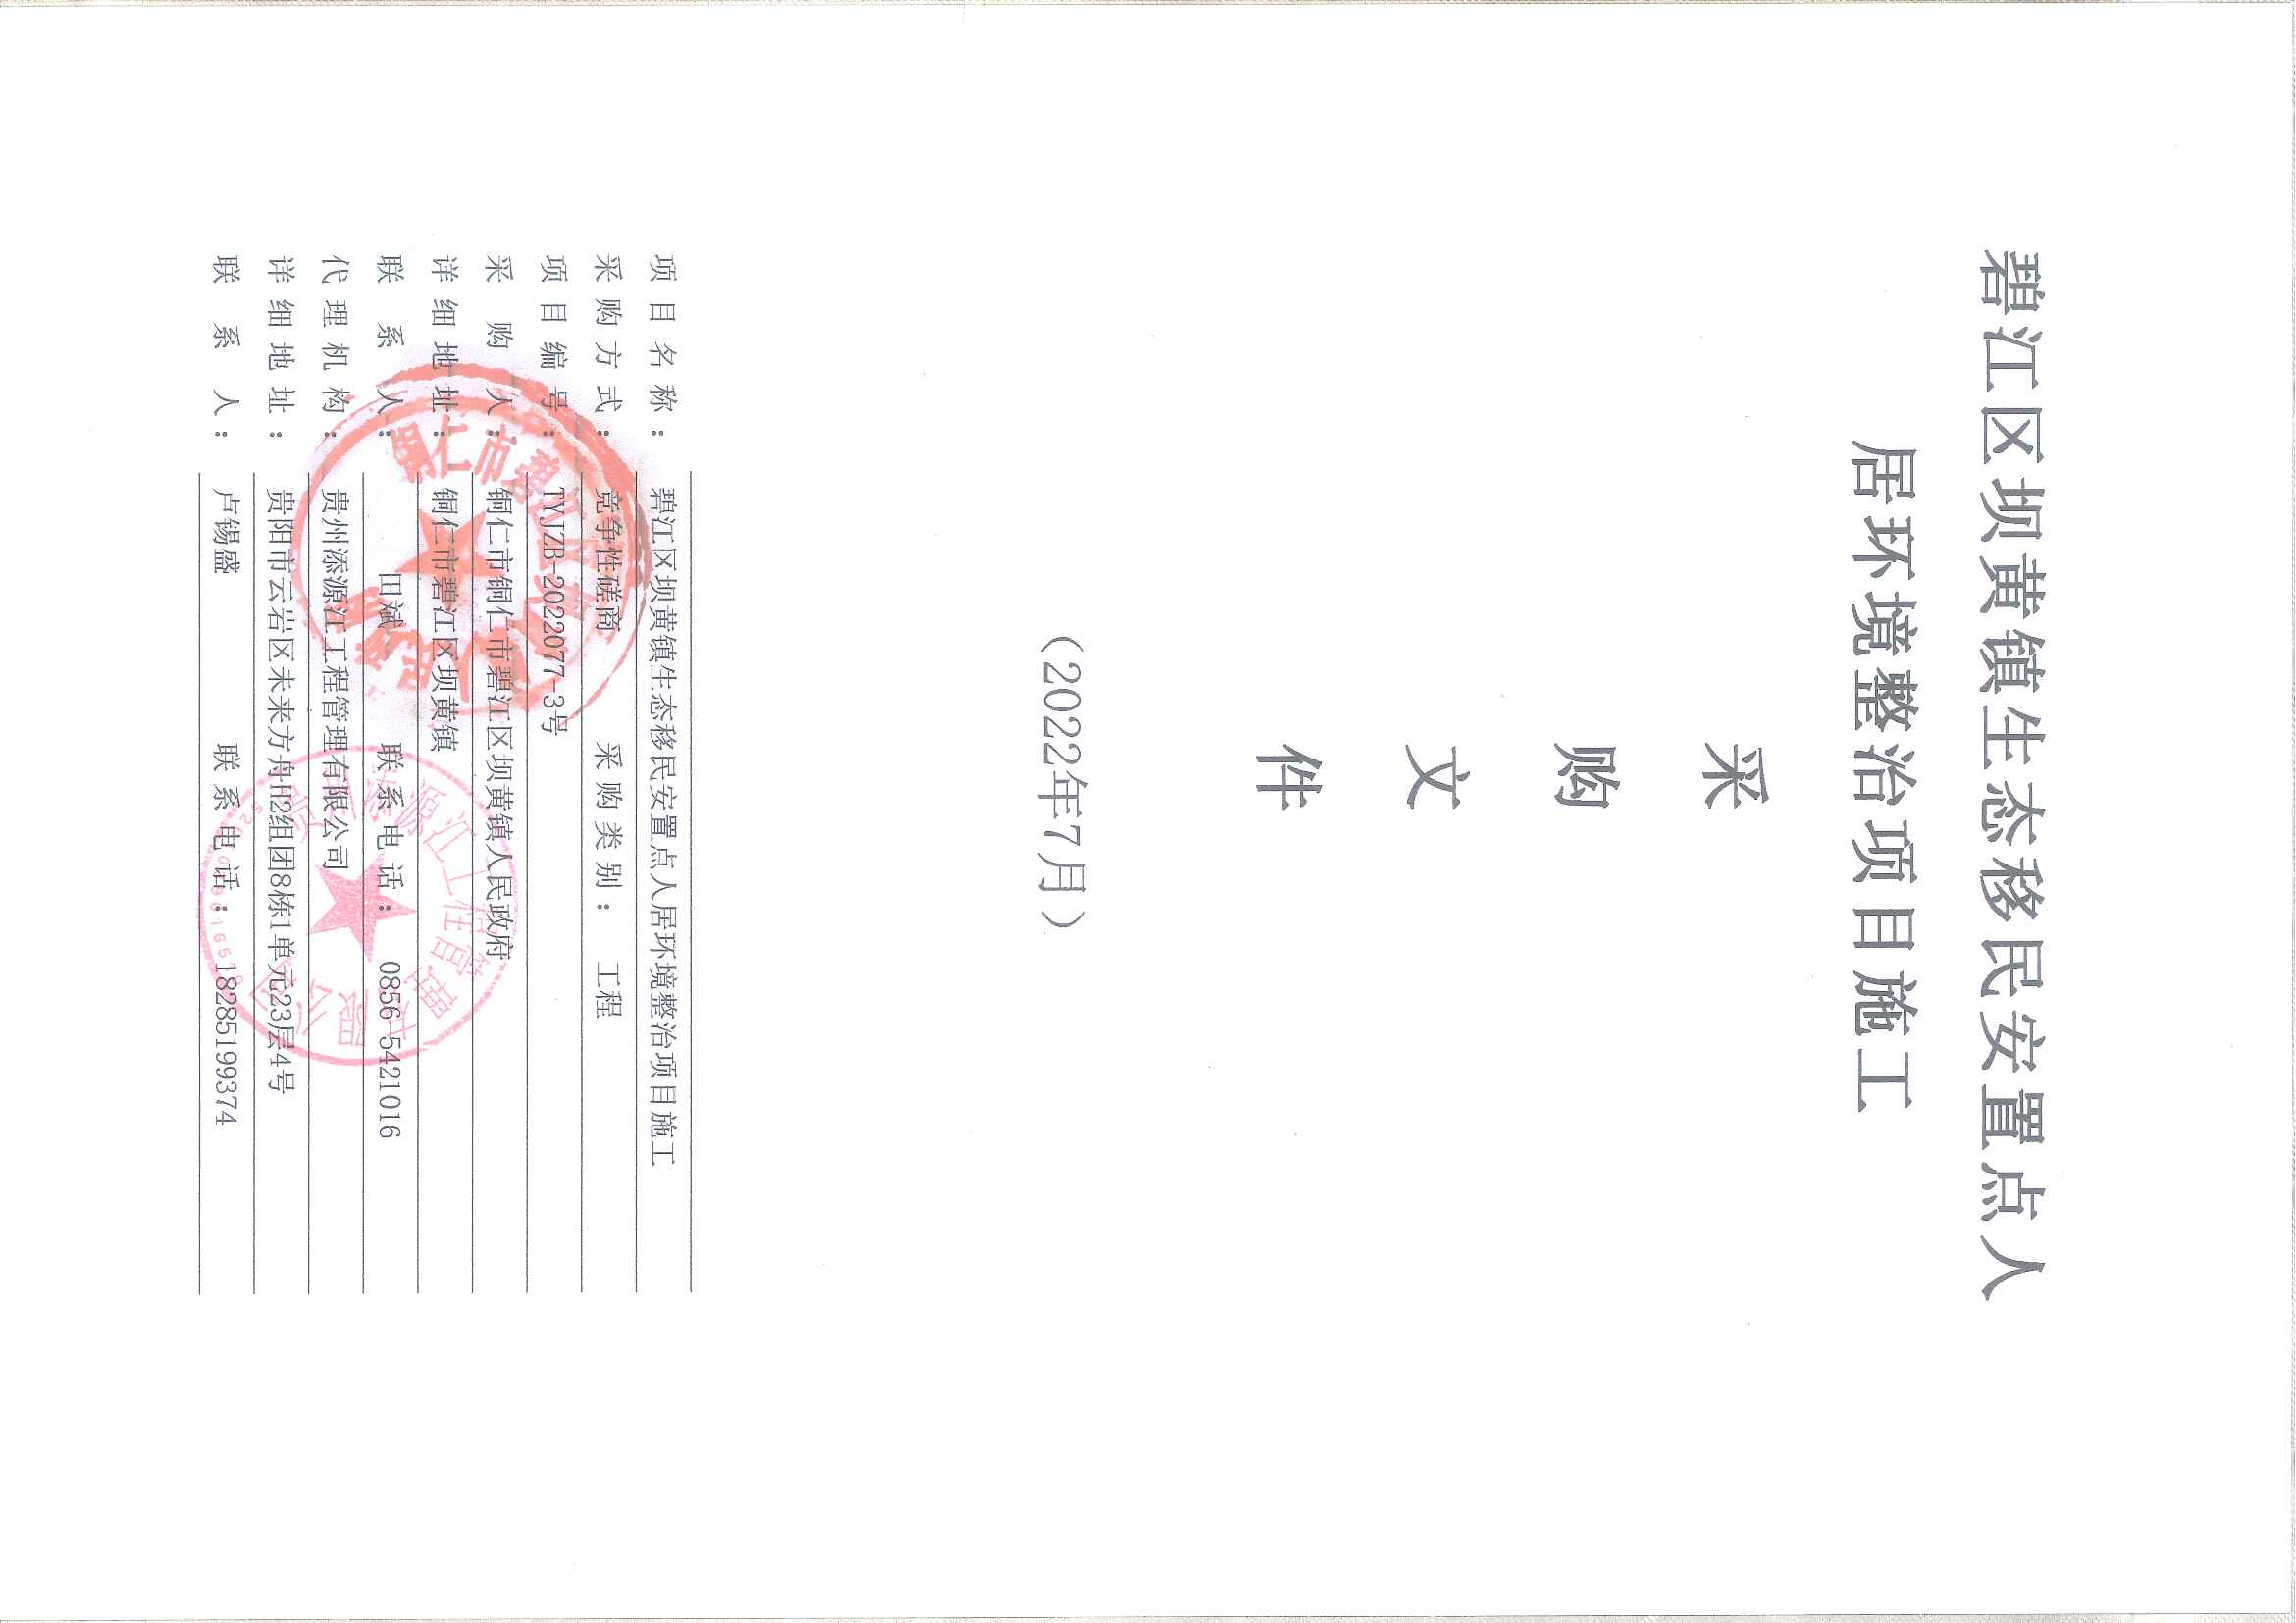 碧江区坝黄镇生态移民安置点人
居环境整治项目施工
采
购
文
件
（2022年7月）
项目名称： 碧江区坝黄镇生态移民安置点人居环境整治项目施工
采购方式： 竞争性磋商 采购类别： 工程
项目编号： TYJZB-2022077-3号
采购人： 铜仁市铜仁市碧江区坝黄镇人民政府
详细地址： 铜仁市碧江区坝黄镇
联系人： 田斌 联系电话： 0856-5421016
代理机构： 贵州添源江工程管理有限公司
详细地址： 贵阳市云岩区未来方舟H2组团8栋1单元23层4号
联系人： 卢锡盛 联系电话： 18285199374